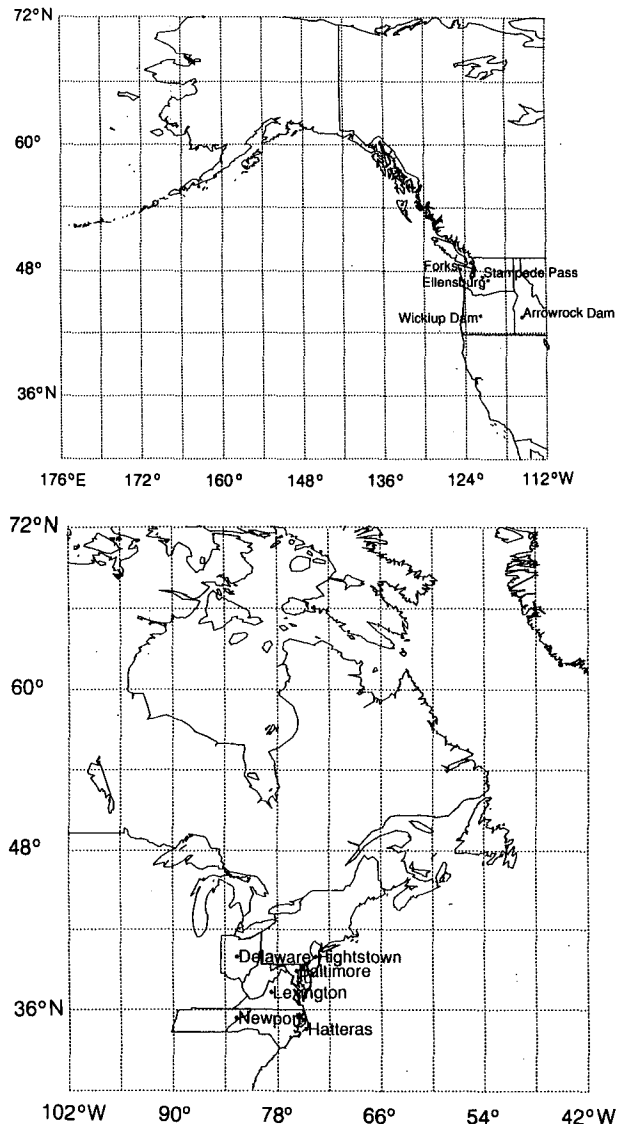 72°N
60°
48°
36°N
Forks
Stampede Pass
Ellensburg
Wickiup Dam
Arrowrock Dam
176°E 172° 160° 148° 136° 124° 112°W
72°N
60°
48°
36°N
Delaware Hightstown
Baltimore
Lexington
Newport
Hatteras
102°W 90° 78° 66° 54° 42°W